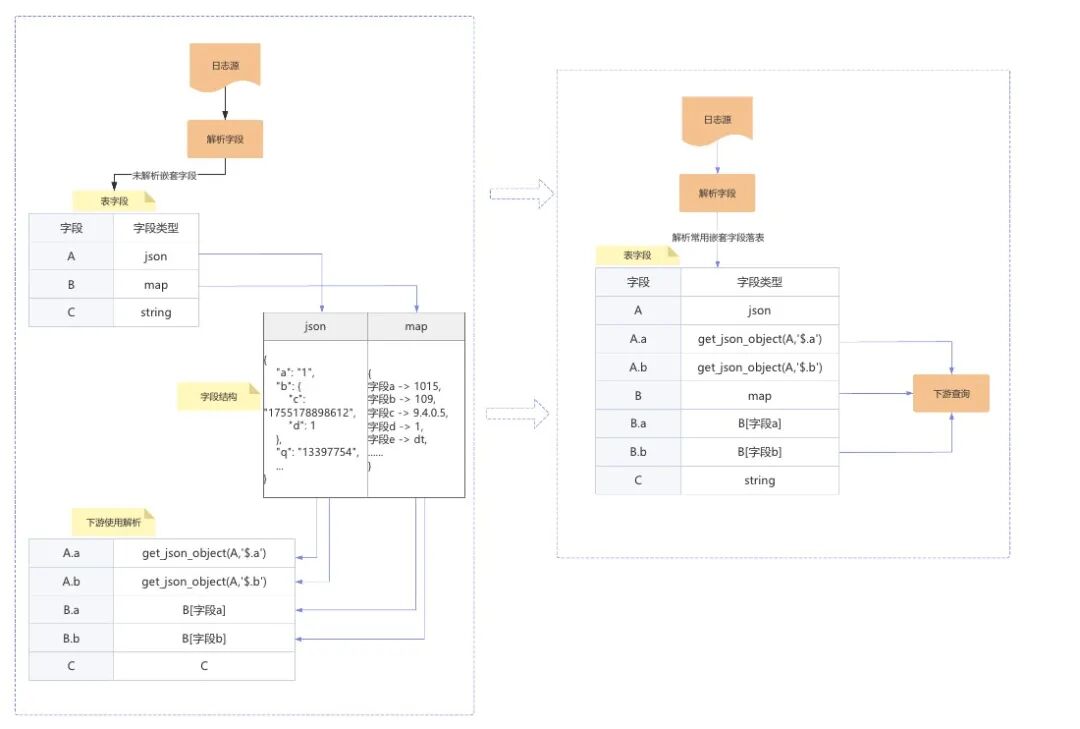 日志源
解析字段
未解析嵌套字段
表字段
字段 字段类型
A json
B map
C string
json map
{
"a": "1",
"b": {
"c":
"1755178898612",
"d": 1
},
"q": "13397754",
...
}
{
字段a -> 1015,
字段b -> 109,
字段c -> 9.4.0.5,
字段d -> 1,
字段e -> dt,
......
}
字段结构
下游使用解析
A.a get_json_object(A,'$.a')
A.b get_json_object(A,'$.b')
B.a B[字段a]
B.b B[字段b]
C C
日志源
解析字段
解析常用嵌套字段落表
表字段
字段 字段类型
A json
A.a get_json_object(A,'$.a')
A.b get_json_object(A,'$.b')
B map
B.a B[字段a]
B.b B[字段b]
C string
下游查询